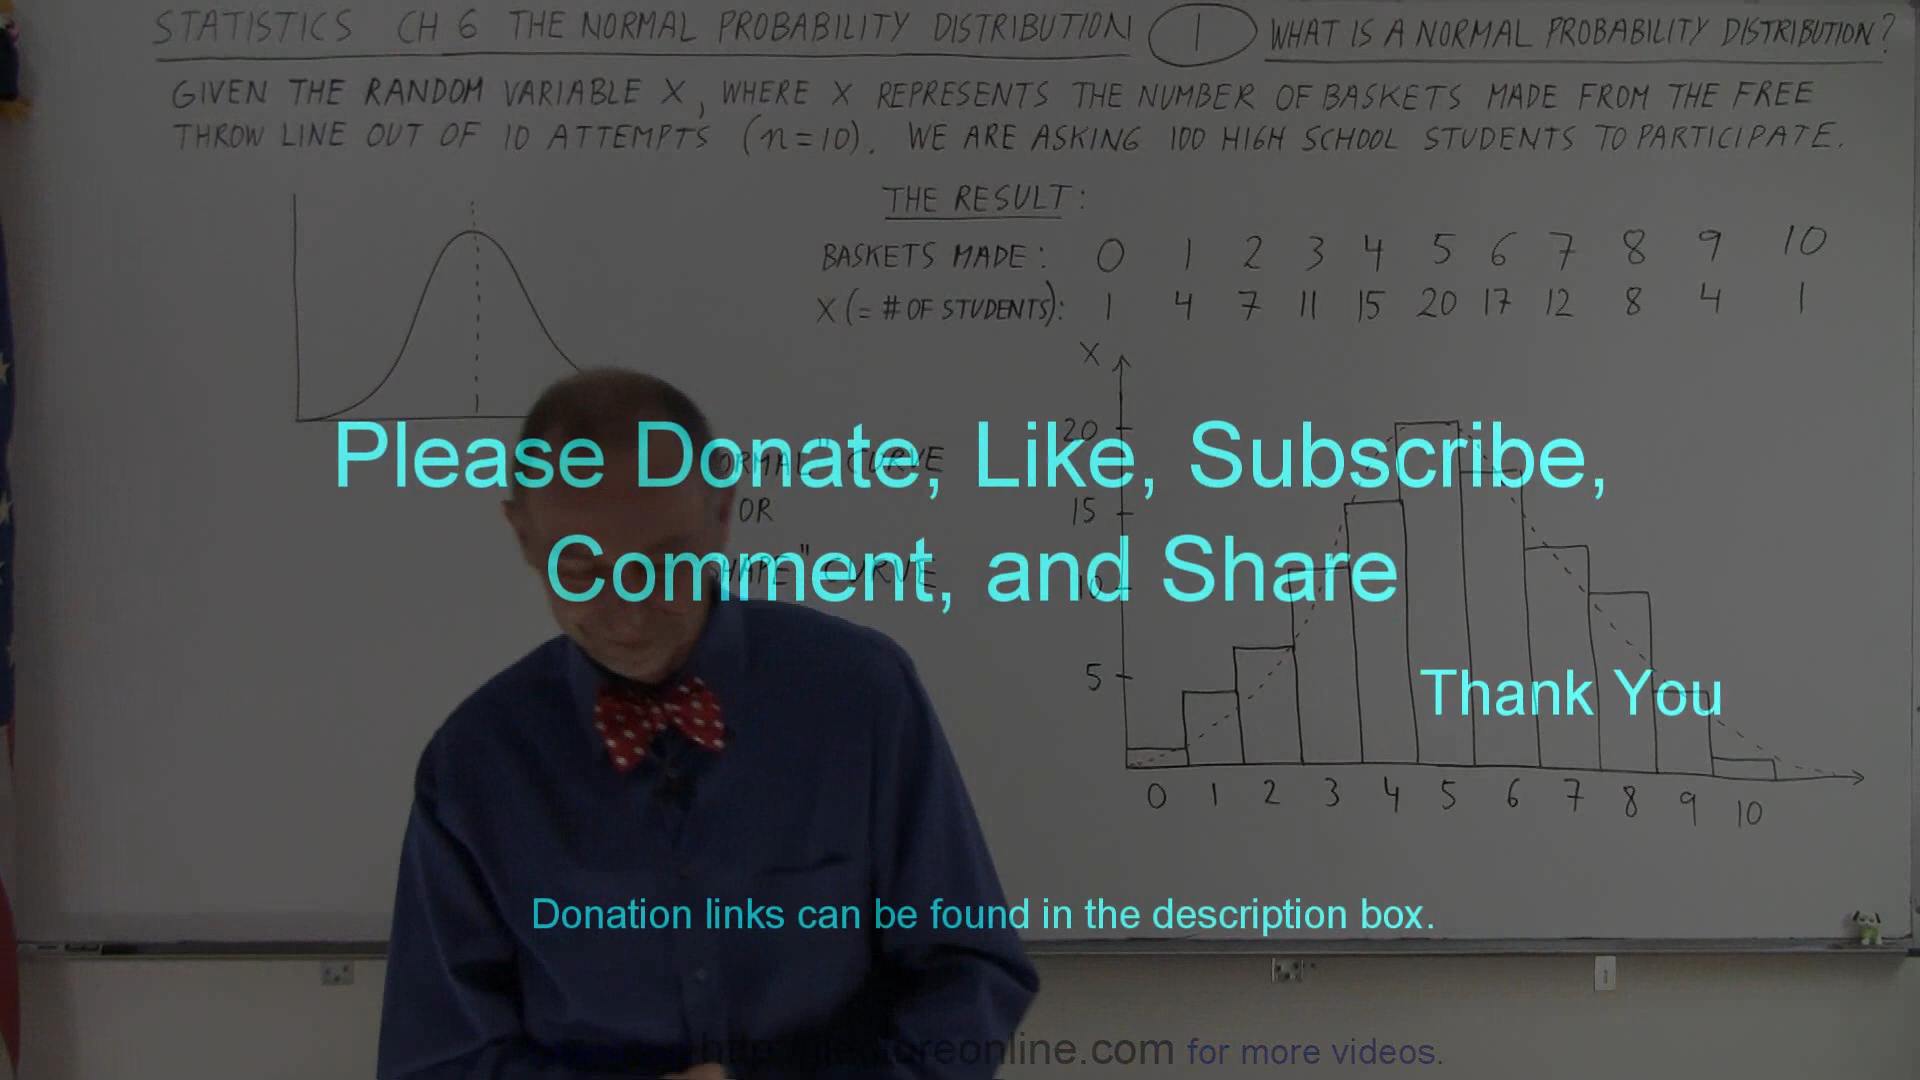 STATISTICS CH 6 THE NORMAL PROBABILITY DISTRIBUTION 1 WHAT IS A NORMAL PROBABILITY DISTRIBUTION?
GIVEN THE RANDOM VARIABLE X, WHERE X REPRESENTS THE NUMBER OF BASKETS MADE FROM THE FREE
THROW LINE OUT OF 10 ATTEMPTS (n=10). WE ARE ASKING 100 HIGH SCHOOL STUDENTS TO PARTICIPATE.
THE RESULT:
BASKETS MADE: 0 1 2 3 4 5 6 7 8 9 10
X (= # OF STUDENTS): 1 4 7 11 15 20 17 12 8 4 1
X
20
Please Donate, Like, Subscribe,
CURVE
OR
15
Comment, and Share
CURVE
10
5
Thank You
0 1 2 3 4 5 6 7 8 9 10
Donation links can be found in the description box.
for more videos.